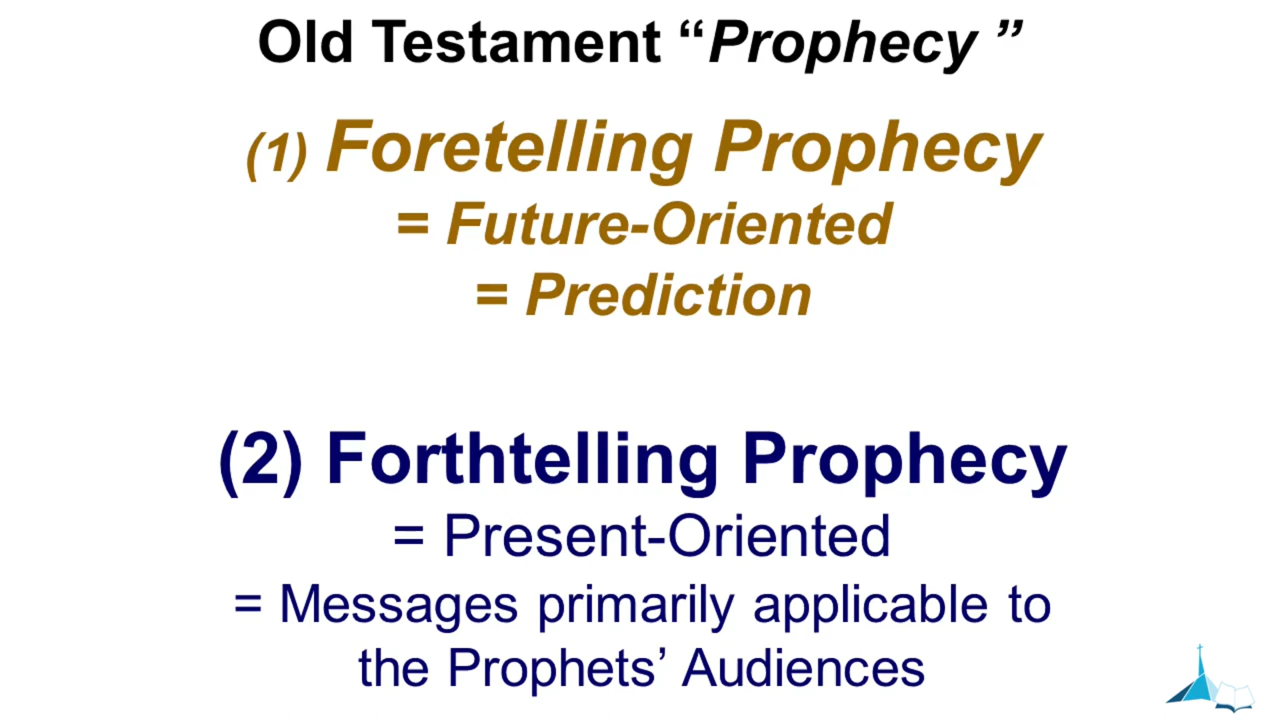 Old Testament “Prophecy ”
(1) Foretelling Prophecy
= Future-Oriented
= Prediction
(2) Forthtelling Prophecy
= Present-Oriented
= Messages primarily applicable to
the Prophets’ Audiences